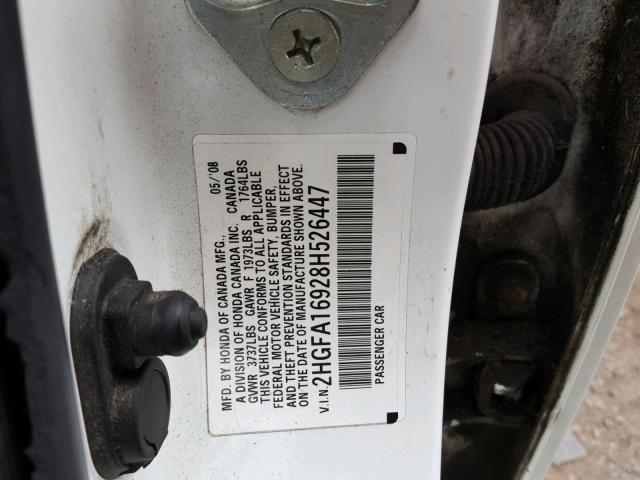 MFD. BY HONDA OF CANADA MFG., 05/'08
A DIVISION OF HONDA CANADA INC. CANADA
GVWR 3737LBS GAWR F 1973LBS R 1764LBS
THIS VEHICLE CONFORMS TO ALL APPLICABLE
FEDERAL MOTOR VEHICLE SAFETY, BUMPER,
AND THEFT PREVENTION STANDARDS IN EFFECT
ON THE DATE OF MANUFACTURE SHOWN ABOVE.
V.I.N. 2HGFA16928H526447
PASSENGER CAR